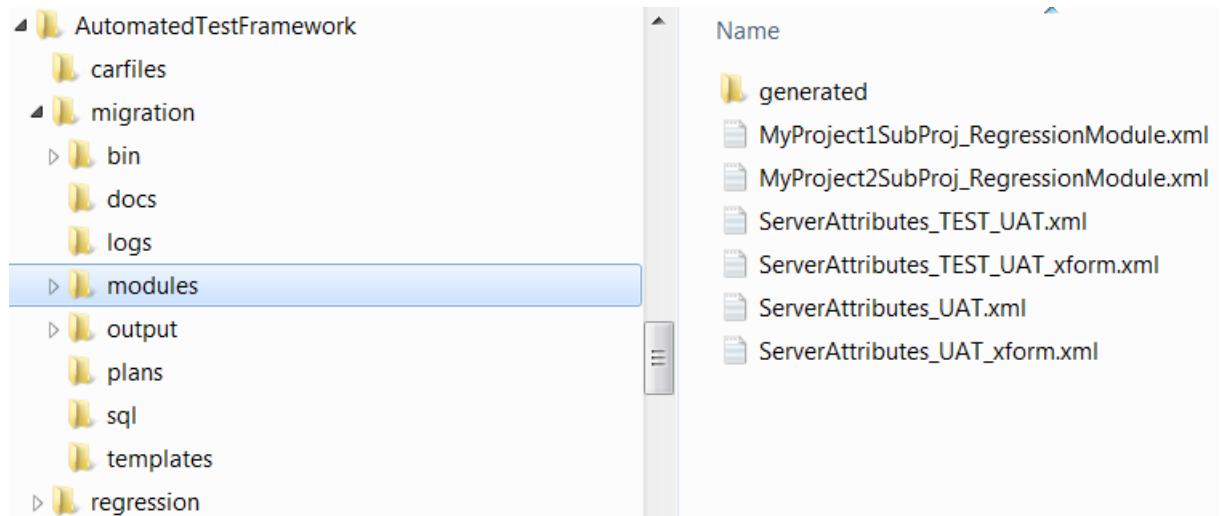 AutomatedTestFramework
carfiles
migration
bin
docs
logs
modules
output
plans
sql
templates
regression
Name
generated
MyProject1SubProj_RegressionModule.xml
MyProject2SubProj_RegressionModule.xml
ServerAttributes_TEST_UAT.xml
ServerAttributes_TEST_UAT_xform.xml
ServerAttributes_UAT.xml
ServerAttributes_UAT_xform.xml